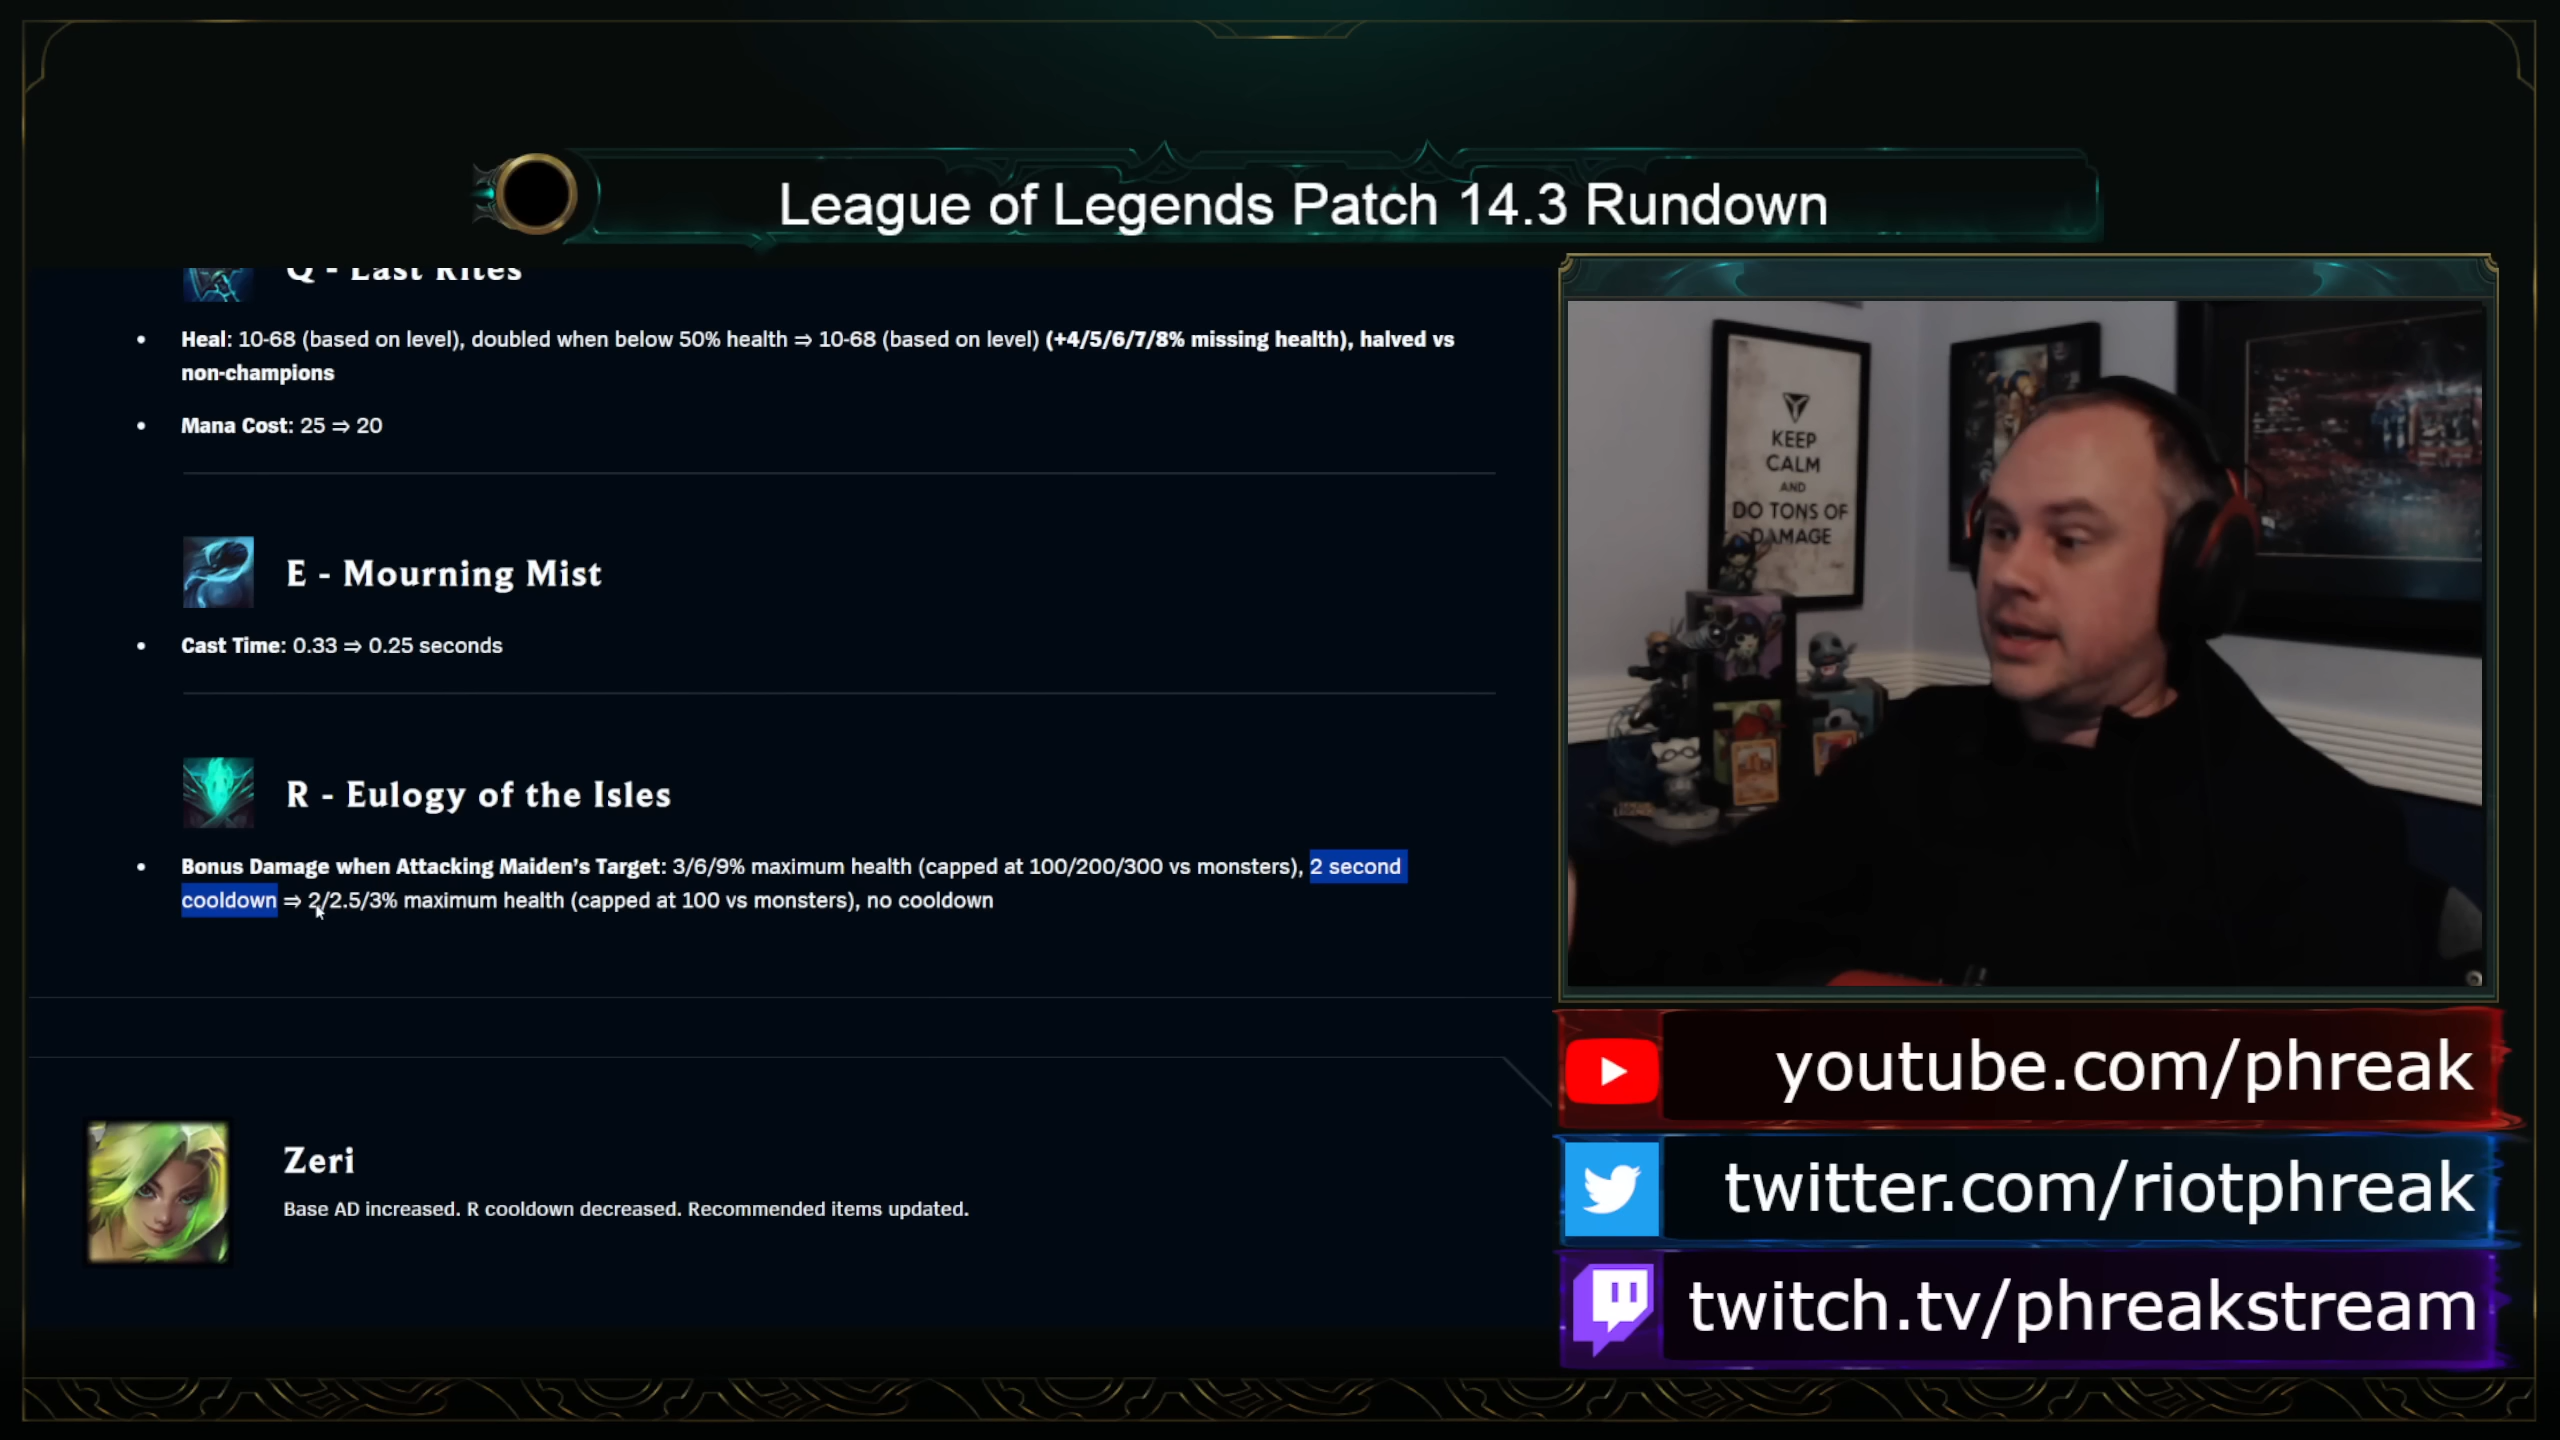 League of Legends Patch 14.3 Rundown
Q - Last Rites
Heal: 10-68 (based on level), doubled when below 50% health ⇒ 10-68 (based on level) (+4/5/6/7/8% missing health), halved vs
non-champions
Mana Cost: 25 ⇒ 20
E - Mourning Mist
Cast Time: 0.33 ⇒ 0.25 seconds
R - Eulogy of the Isles
Bonus Damage when Attacking Maiden's Target: 3/6/9% maximum health (capped at 100/200/300 vs monsters), 2 second
cooldown ⇒ 2/2.5/3% maximum health (capped at 100 vs monsters), no cooldown
Zeri
Base AD increased. R cooldown decreased. Recommended items updated.
KEEP
CALM
AND
DO TONS OF
DAMAGE
youtube.com/phreak
twitter.com/riotphreak
twitch.tv/phreakstream